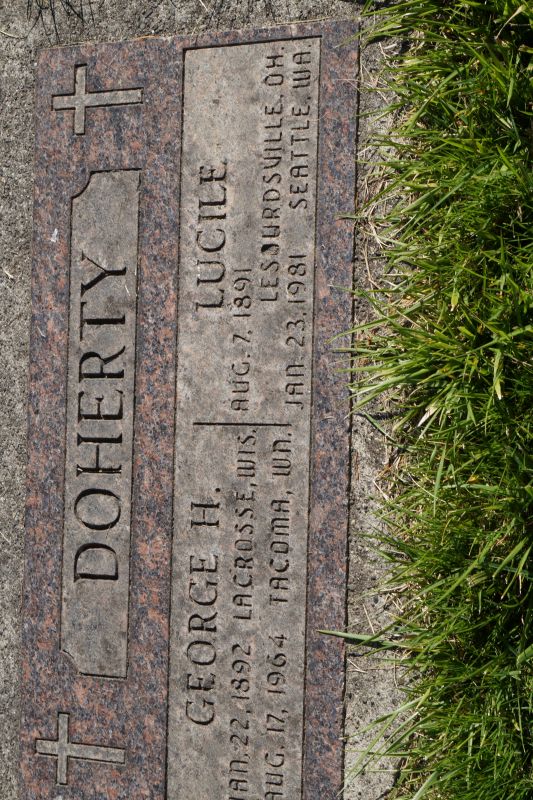 DOHERTY
GEORGE H.
JAN. 22, 1892 LACROSSE, WIS.
AUG. 17, 1964 TACOMA, WN.
LUCILE
AUG. 7, 1891
LESOURDSVILLE, OH.
JAN. 23, 1981 SEATTLE, WA.